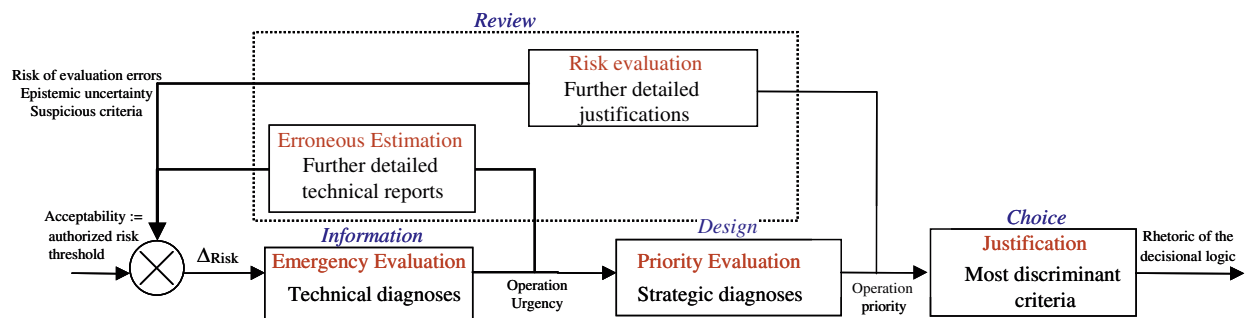 Review
Risk of evaluation errors
Epistemic uncertainty
Suspicious criteria
Risk evaluation
Further detailed
justifications
Erroneous Estimation
Further detailed
technical reports
Acceptability :=
authorized risk
threshold
ΔRisk
Information
Emergency Evaluation
Technical diagnoses
Operation
Urgency
Design
Priority Evaluation
Strategic diagnoses
Operation
priority
Choice
Justification
Most discriminant
criteria
Rhetoric of the
decisional logic